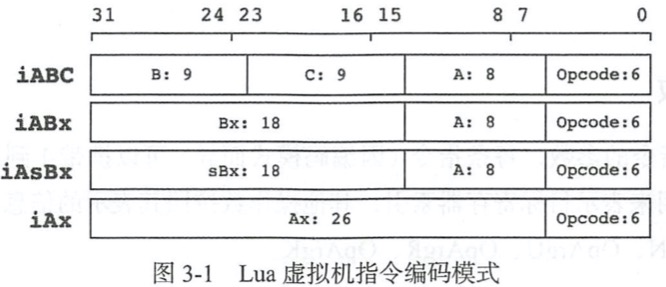 31 24 23 16 15 8 7 0
iABC B: 9 C: 9 A: 8 Opcode:6
iABx Bx: 18 A: 8 Opcode:6
iAsBx sBx: 18 A: 8 Opcode:6
iAx Ax: 26 Opcode:6
图 3-1 Lua 虚拟机指令编码模式